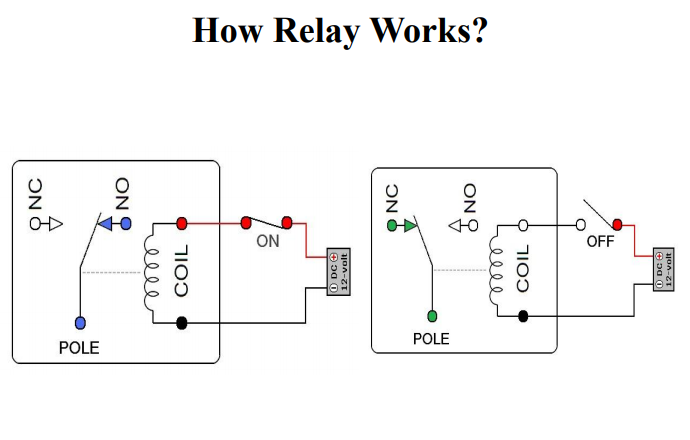 How Relay Works?
NC
NO
COIL
POLE
ON
⊖ DC ⊕
12-volt
NC
NO
COIL
POLE
OFF
⊖ DC ⊕
12-volt